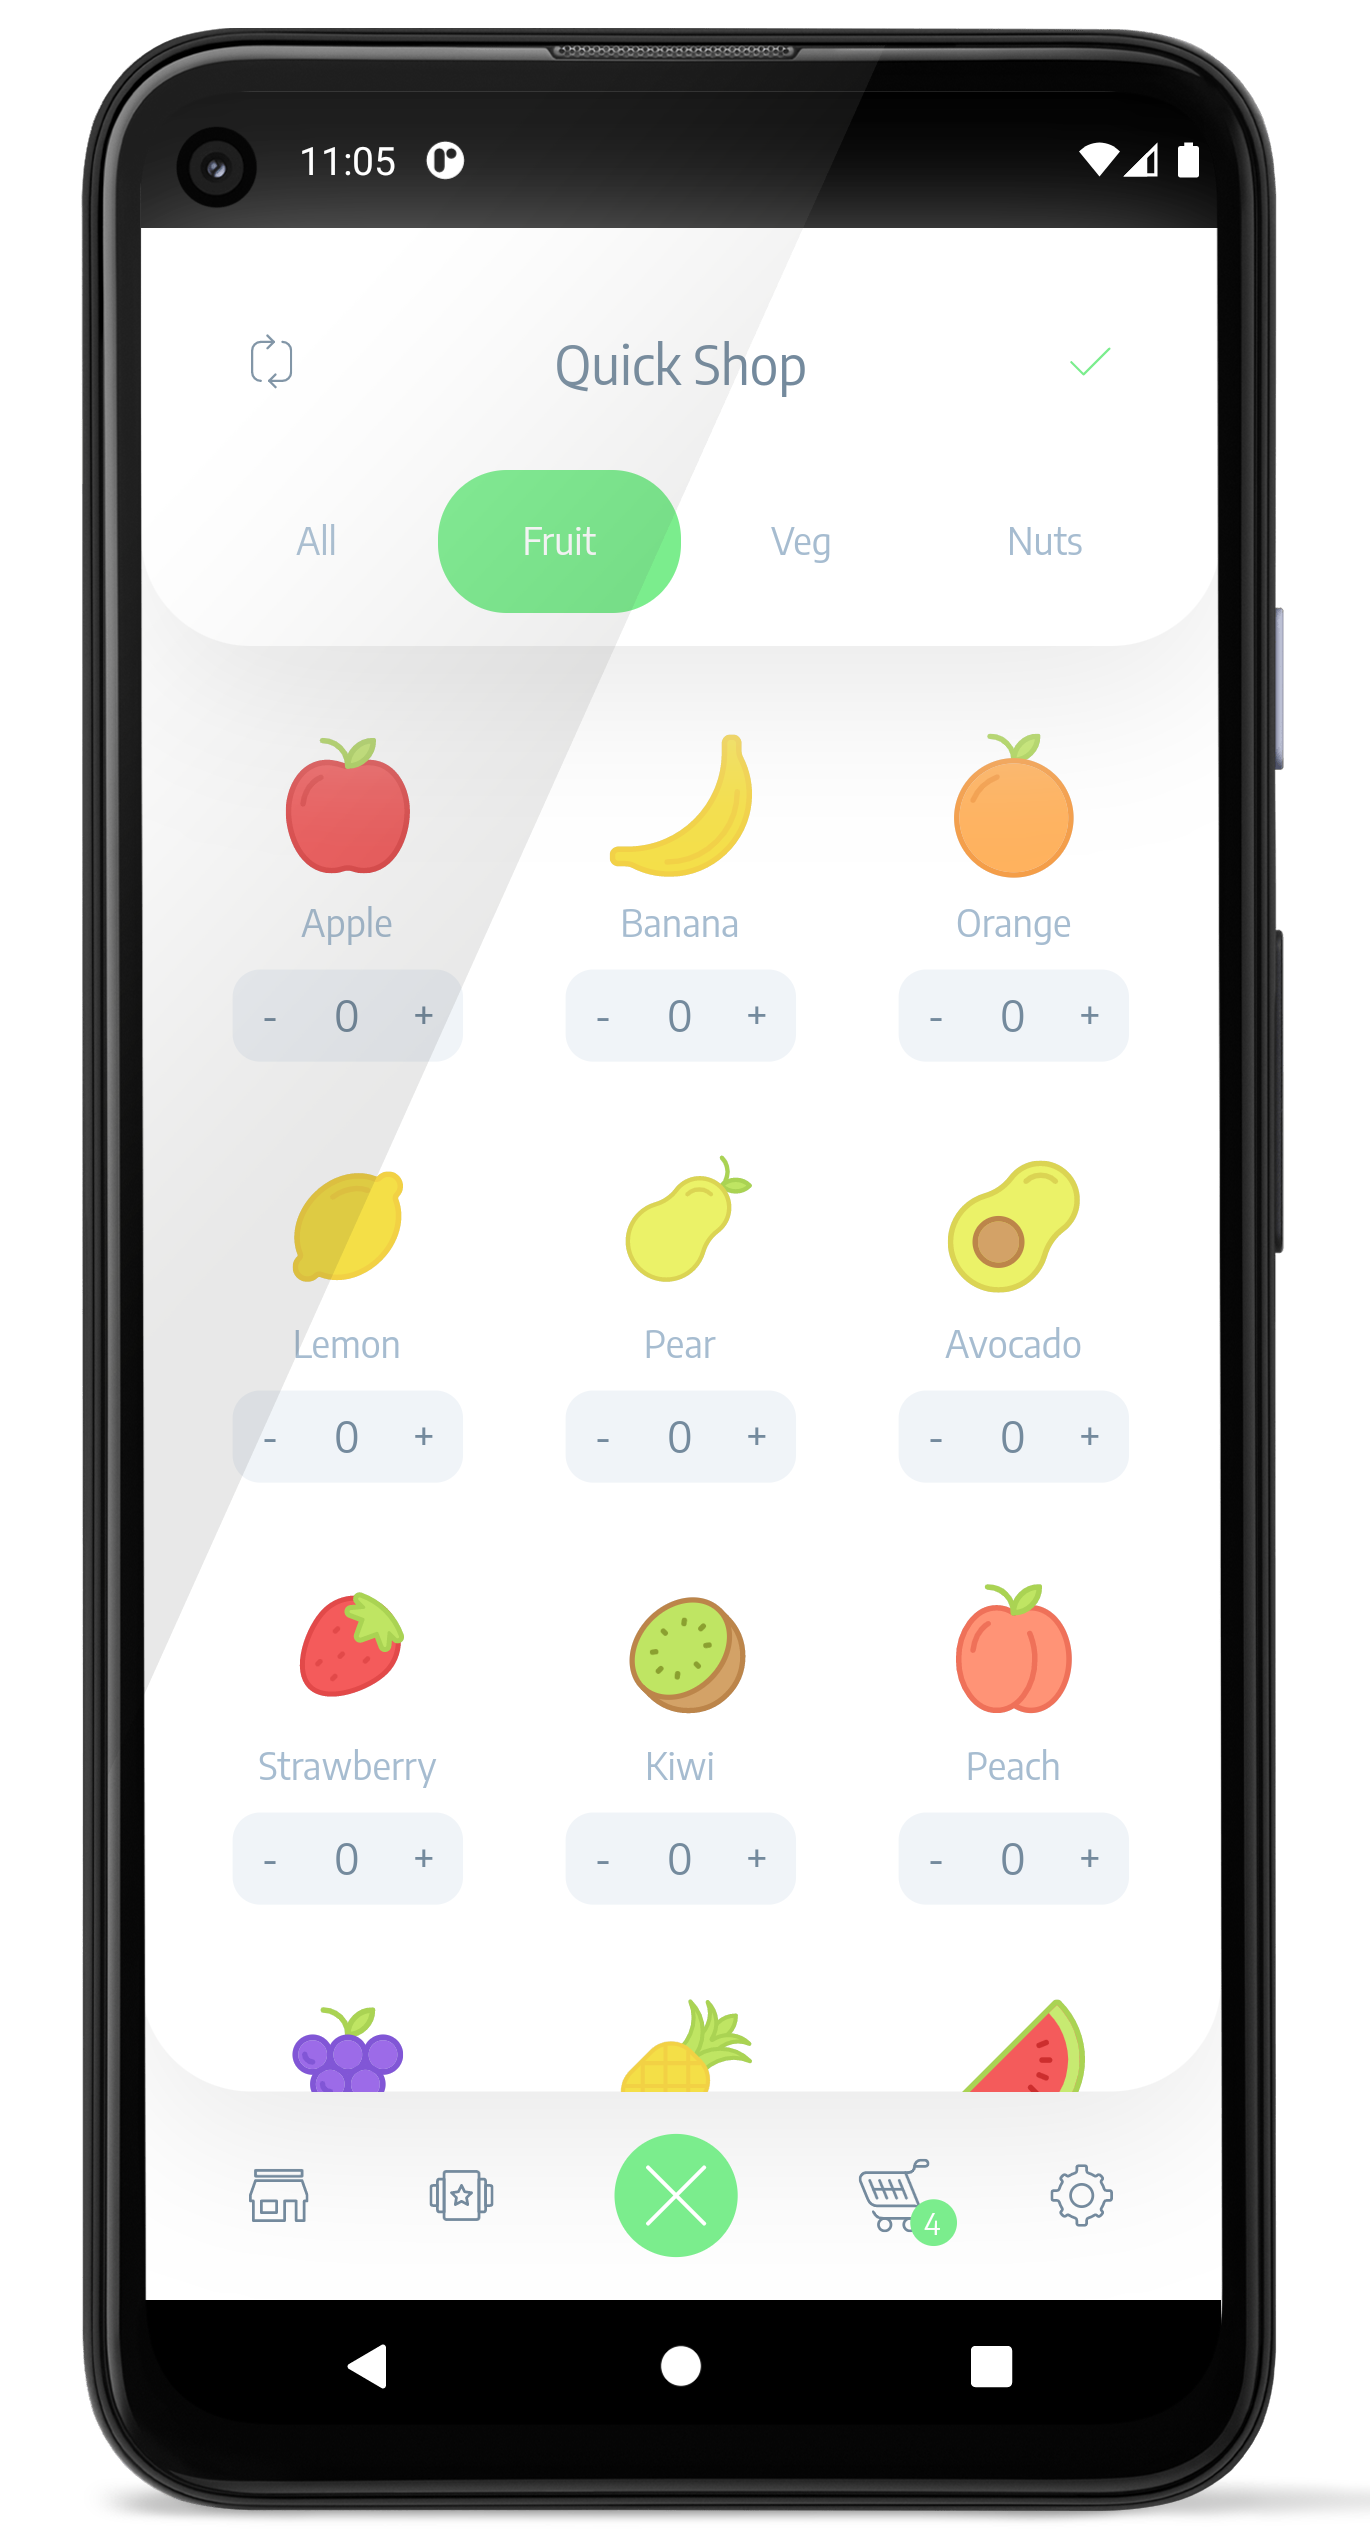 11:05
Quick Shop
All Fruit Veg Nuts
Apple Banana Orange
- 0 + - 0 + - 0 +
Lemon Pear Avocado
- 0 + - 0 + - 0 +
Strawberry Kiwi Peach
- 0 + - 0 + - 0 +
4